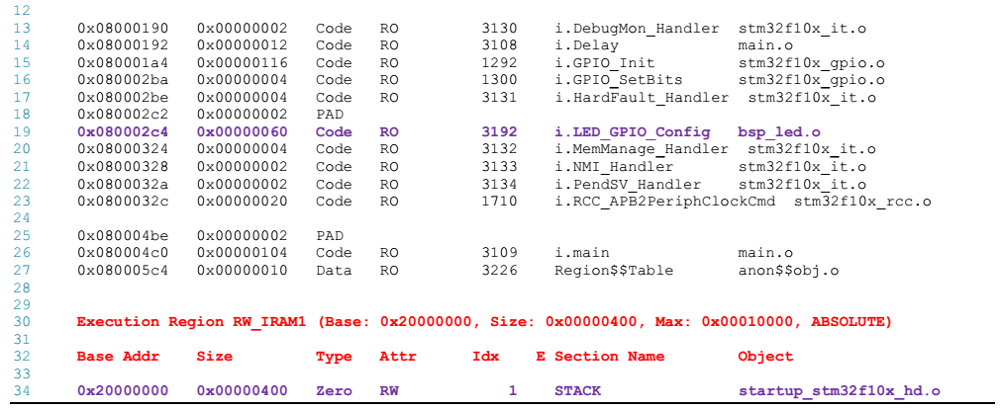 12
13 0x08000190 0x00000002 Code RO 3130 i.DebugMon_Handler stm32f10x_it.o
14 0x08000192 0x00000012 Code RO 3108 i.Delay main.o
15 0x080001a4 0x00000116 Code RO 1292 i.GPIO_Init stm32f10x_gpio.o
16 0x080002ba 0x00000004 Code RO 1300 i.GPIO_SetBits stm32f10x_gpio.o
17 0x080002be 0x00000004 Code RO 3131 i.HardFault_Handler stm32f10x_it.o
18 0x080002c2 0x00000002 PAD
19 0x080002c4 0x00000060 Code RO 3192 i.LED_GPIO_Config bsp_led.o
20 0x08000324 0x00000004 Code RO 3132 i.MemManage_Handler stm32f10x_it.o
21 0x08000328 0x00000002 Code RO 3133 i.NMI_Handler stm32f10x_it.o
22 0x0800032a 0x00000002 Code RO 3134 i.PendSV_Handler stm32f10x_it.o
23 0x0800032c 0x00000020 Code RO 1710 i.RCC_APB2PeriphClockCmd stm32f10x_rcc.o
24
25 0x080004be 0x00000002 PAD
26 0x080004c0 0x00000104 Code RO 3109 i.main main.o
27 0x080005c4 0x00000010 Data RO 3226 Region$$Table anon$$obj.o
28
29
30 Execution Region RW_IRAM1 (Base: 0x20000000, Size: 0x00000400, Max: 0x00010000, ABSOLUTE)
31
32 Base Addr Size Type Attr Idx E Section Name Object
33
34 0x20000000 0x00000400 Zero RW 1 STACK startup_stm32f10x_hd.o